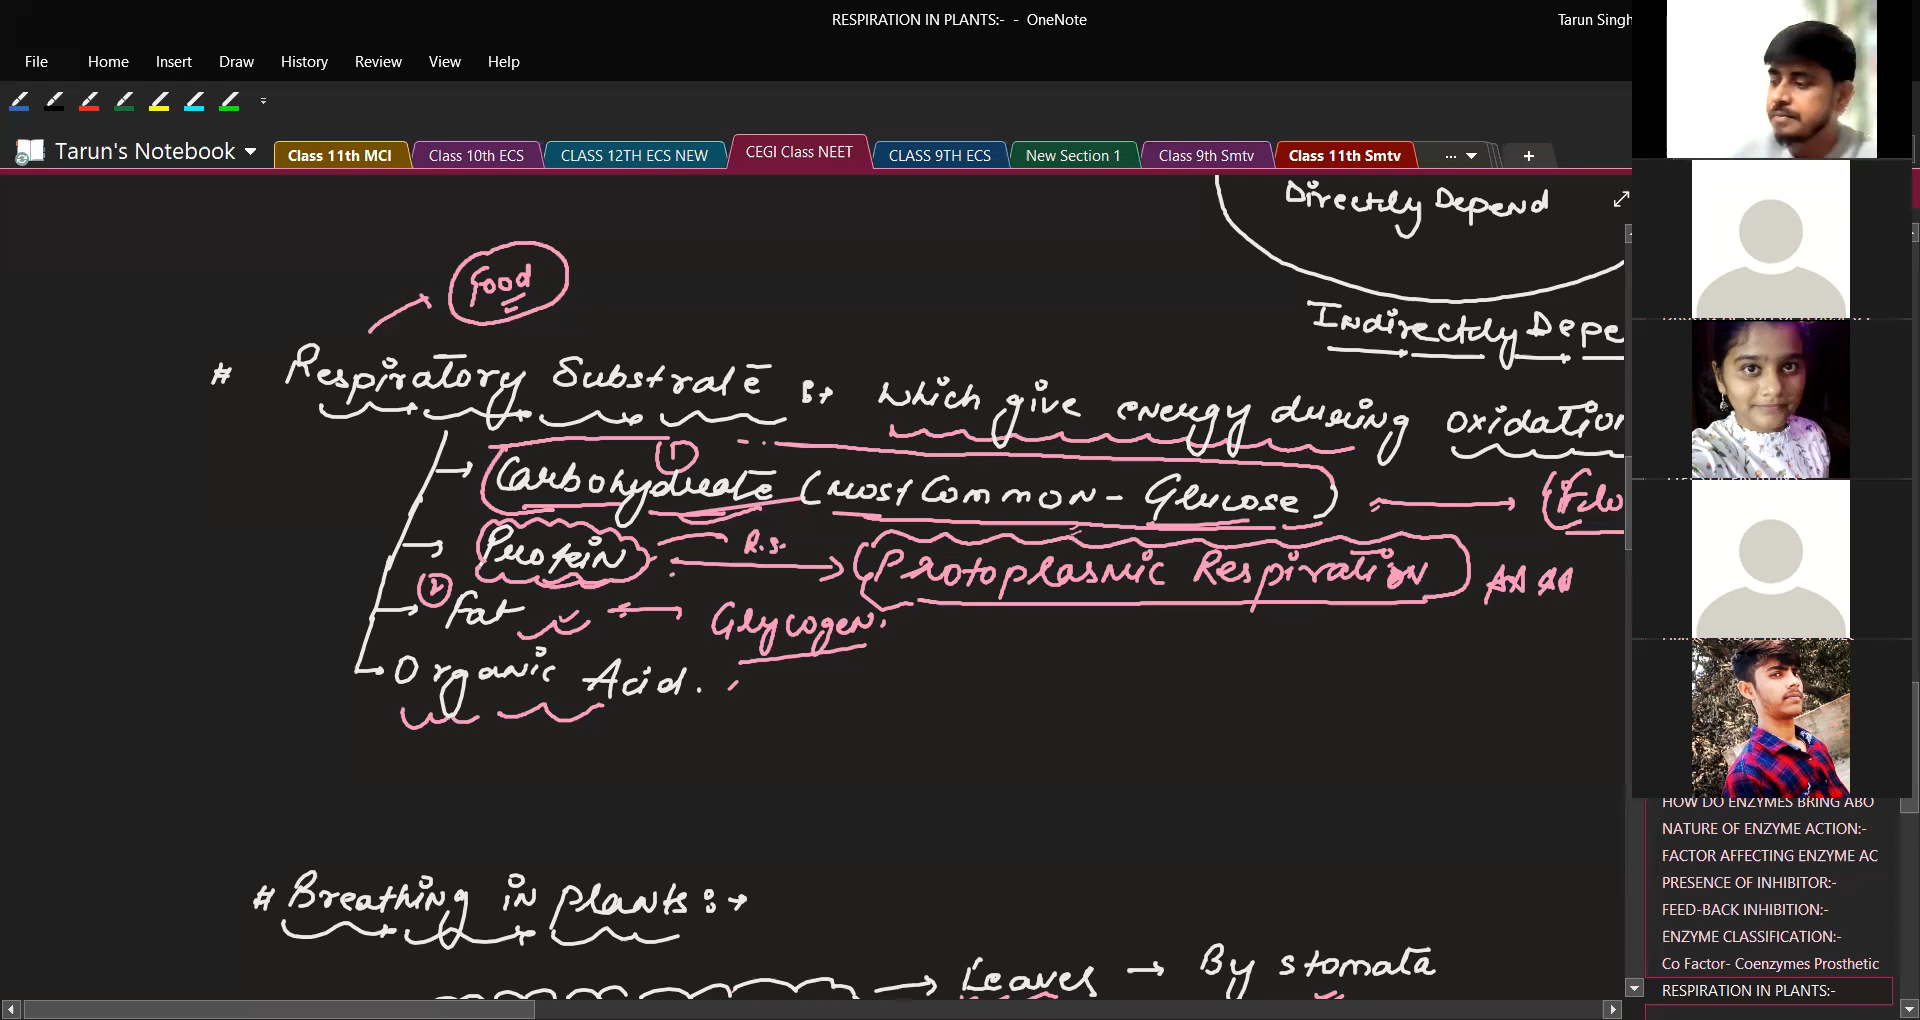 RESPIRATION IN PLANTS:- - OneNote
Tarun Singh
File Home Insert Draw History Review View Help
Tarun's Notebook
Class 11th MCI
Class 10th ECS
CLASS 12TH ECS NEW
CEGI Class NEET
CLASS 9TH ECS
New Section 1
Class 9th Smtv
Class 11th Smtv
...
+
Directly Depend
Indirectly Depe
Food
# Respiratory Substrate :→ which give energy during oxidation
① Carbohydrate (most Common - Glucose)
Protein R.S. → (Protoplasmic Respiration)
② Fat Glycogen.
Organic Acid.
# Breathing in plants :→
→ Leaves → By stomata
HOW DO ENZYMES BRING ABO
NATURE OF ENZYME ACTION:-
FACTOR AFFECTING ENZYME AC
PRESENCE OF INHIBITOR:-
FEED-BACK INHIBITION:-
ENZYME CLASSIFICATION:-
Co Factor- Coenzymes Prosthetic
RESPIRATION IN PLANTS:-